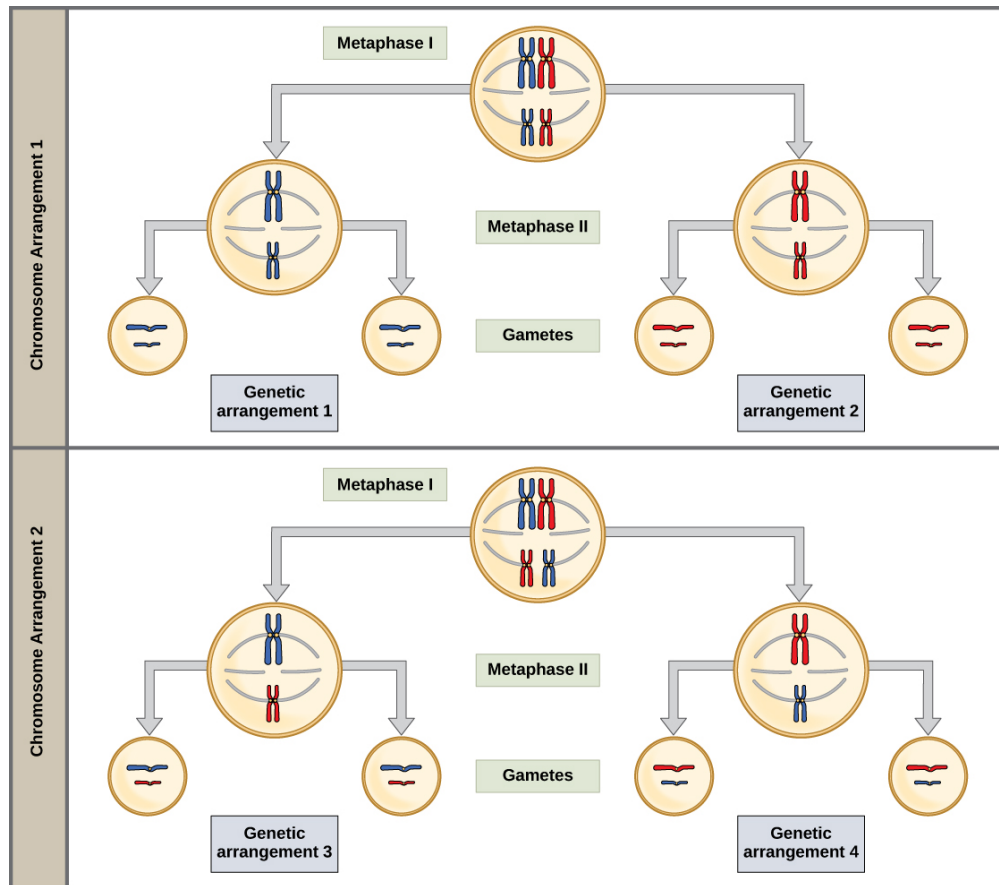 Chromosome Arrangement 1
Metaphase I
Metaphase II
Gametes
Genetic
arrangement 1
Genetic
arrangement 2
Chromosome Arrangement 2
Metaphase I
Metaphase II
Gametes
Genetic
arrangement 3
Genetic
arrangement 4